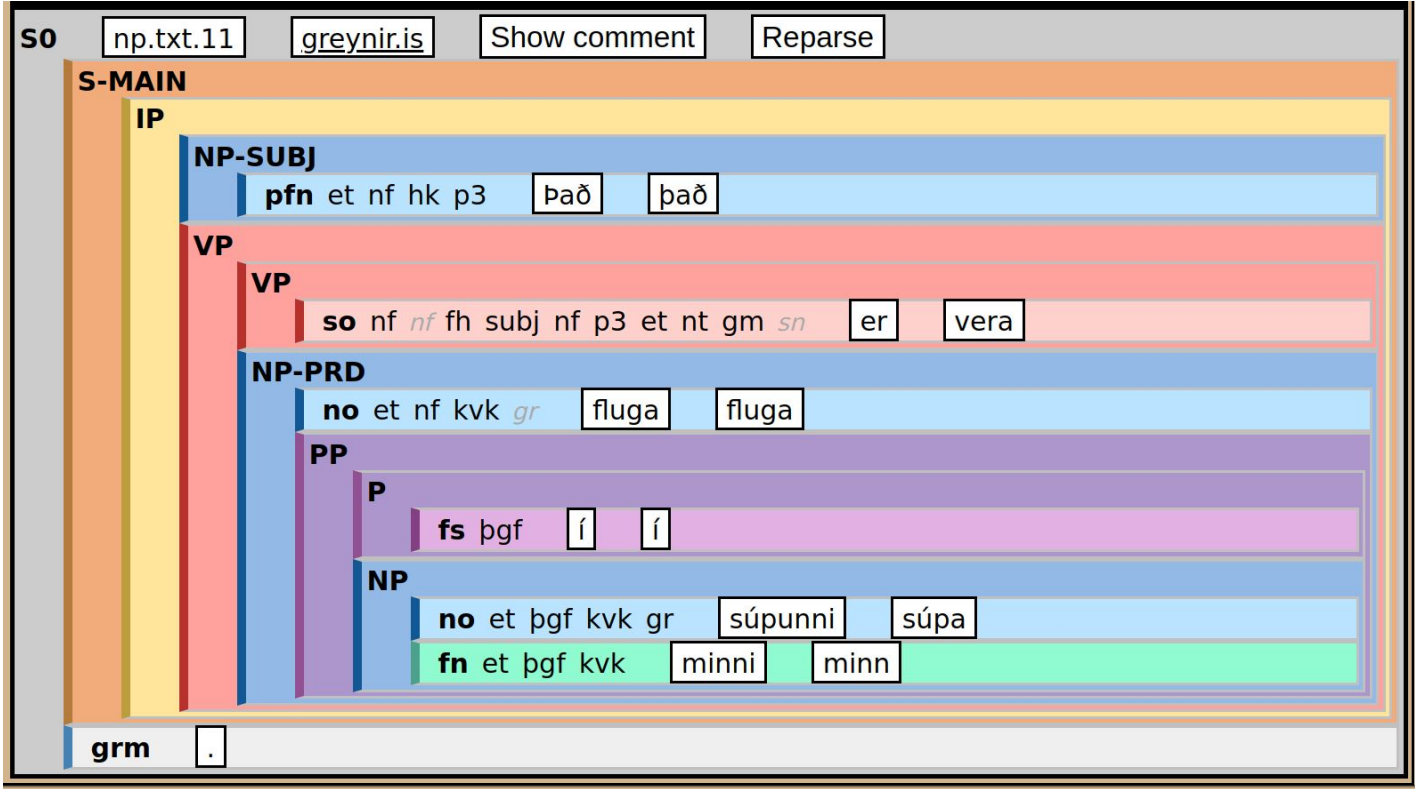 S0 np.txt.11 greynir.is Show comment Reparse
S-MAIN
IP
NP-SUBJ
pfn et nf hk p3 Það það
VP
VP
so nf nf fh subj nf p3 et nt gm sn er vera
NP-PRD
no et nf kvk gr fluga fluga
PP
P
fs þgf í í
NP
no et þgf kvk gr súpunni súpa
fn et þgf kvk minni minn
grm .